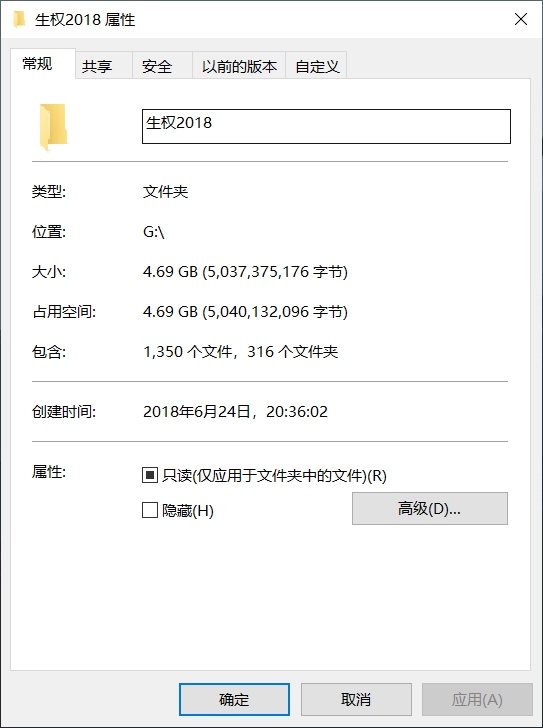 生权2018 属性
常规 共享 安全 以前的版本 自定义
生权2018
类型: 文件夹
位置: G:\
大小: 4.69 GB (5,037,375,176 字节)
占用空间: 4.69 GB (5,040,132,096 字节)
包含: 1,350 个文件，316 个文件夹
创建时间: 2018年6月24日，20:36:02
属性: 只读(仅应用于文件夹中的文件)(R)
隐藏(H) 高级(D)...
确定 取消 应用(A)